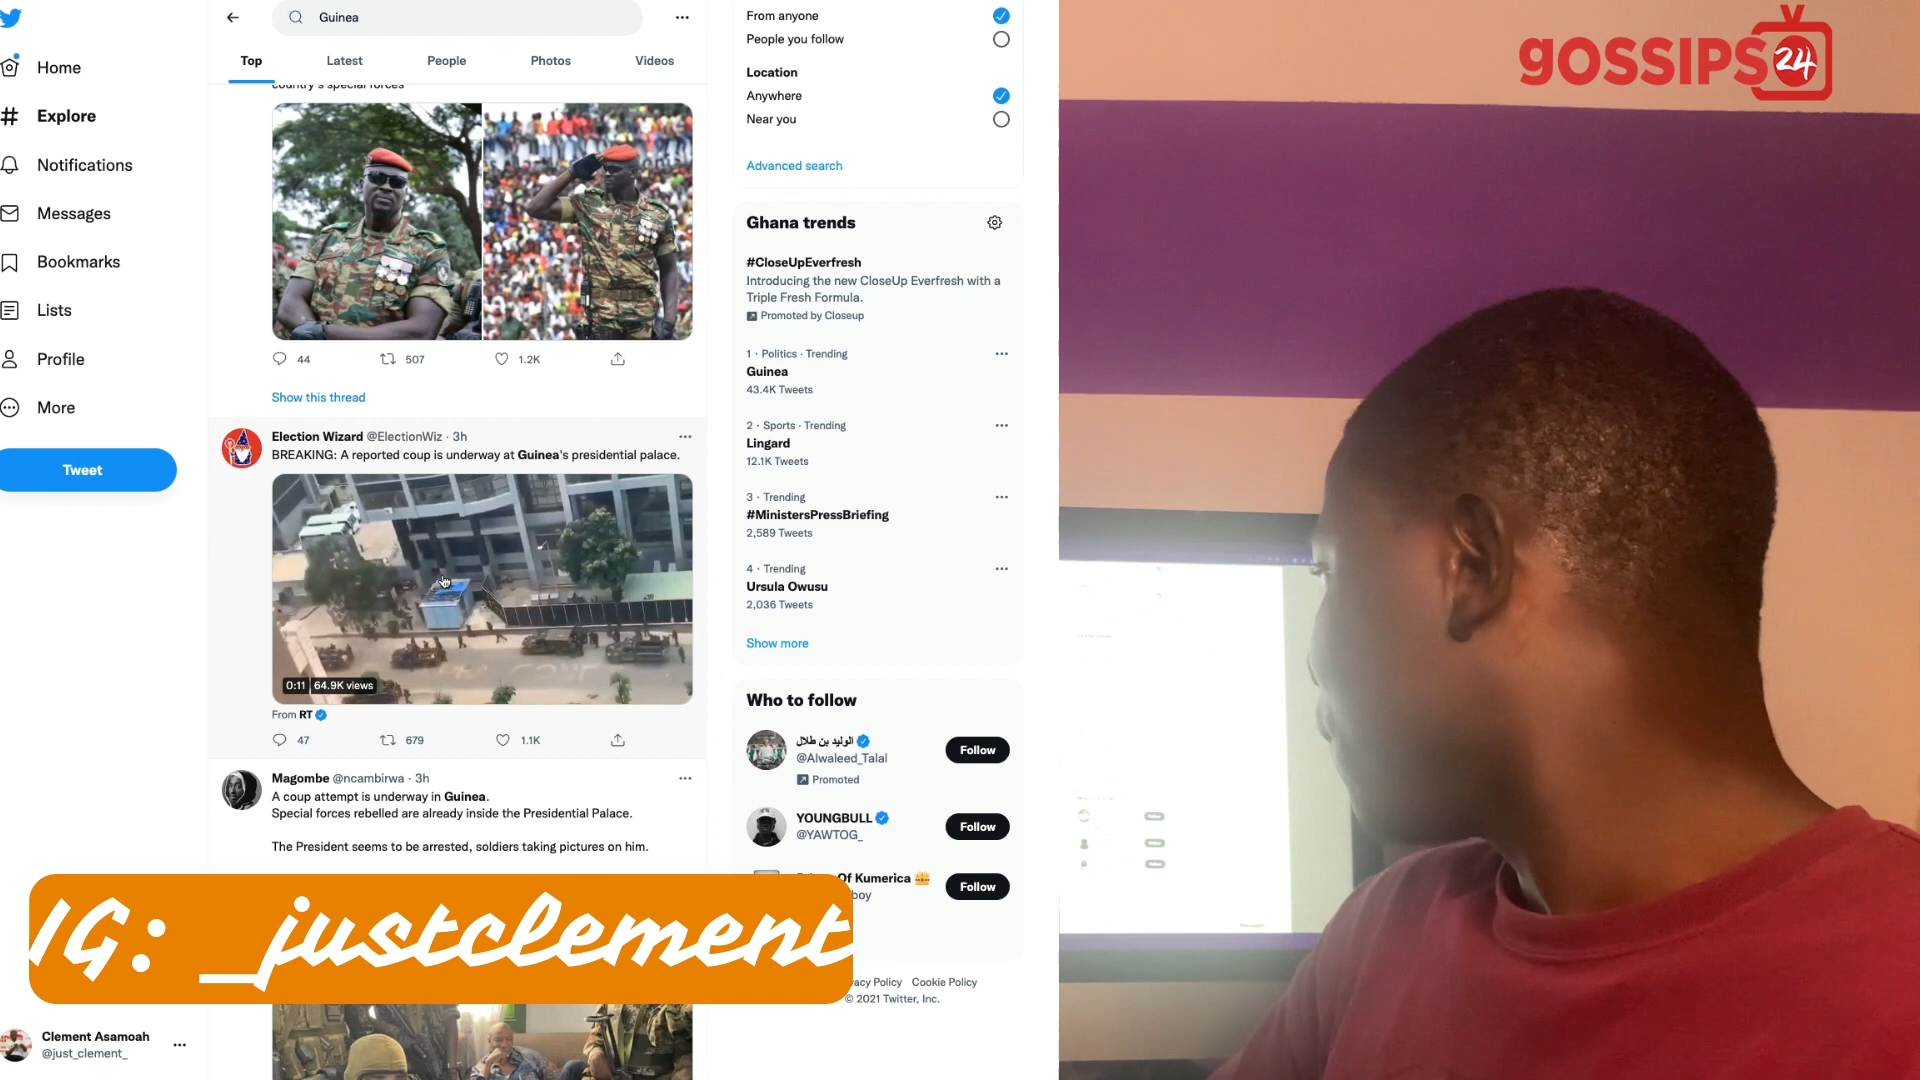 Guinea
Home
Explore
Notifications
Messages
Bookmarks
Lists
Profile
More
Tweet
Clement Asamoah
@just_clement_
Top
Latest
People
Photos
Videos
country's special forces
44
507
1.2K
Show this thread
Election Wizard @ElectionWiz · 3h
BREAKING: A reported coup is underway at Guinea's presidential palace.
0:11
64.9K views
From RT
47
679
1.1K
Magombe @ncambirwa · 3h
A coup attempt is underway in Guinea.
Special forces rebelled are already inside the Presidential Palace.
The President seems to be arrested, soldiers taking pictures on him.
From anyone
People you follow
Location
Anywhere
Near you
Advanced search
Ghana trends
#CloseUpEverfresh
Introducing the new CloseUp Everfresh with a
Triple Fresh Formula.
Promoted by Closeup
1 · Politics · Trending
Guinea
43.4K Tweets
2 · Sports · Trending
Lingard
12.1K Tweets
3 · Trending
#MinistersPressBriefing
2,589 Tweets
4 · Trending
Ursula Owusu
2,036 Tweets
Show more
Who to follow
الوليد بن طلال
@Alwaleed_Talal
Promoted
Follow
YOUNGBULL
@YAWTOG_
Follow
Of Kumerica
boy
Follow
Policy Cookie Policy
© 2021 Twitter, Inc.
IG: _justclement
gOSSIPS 24